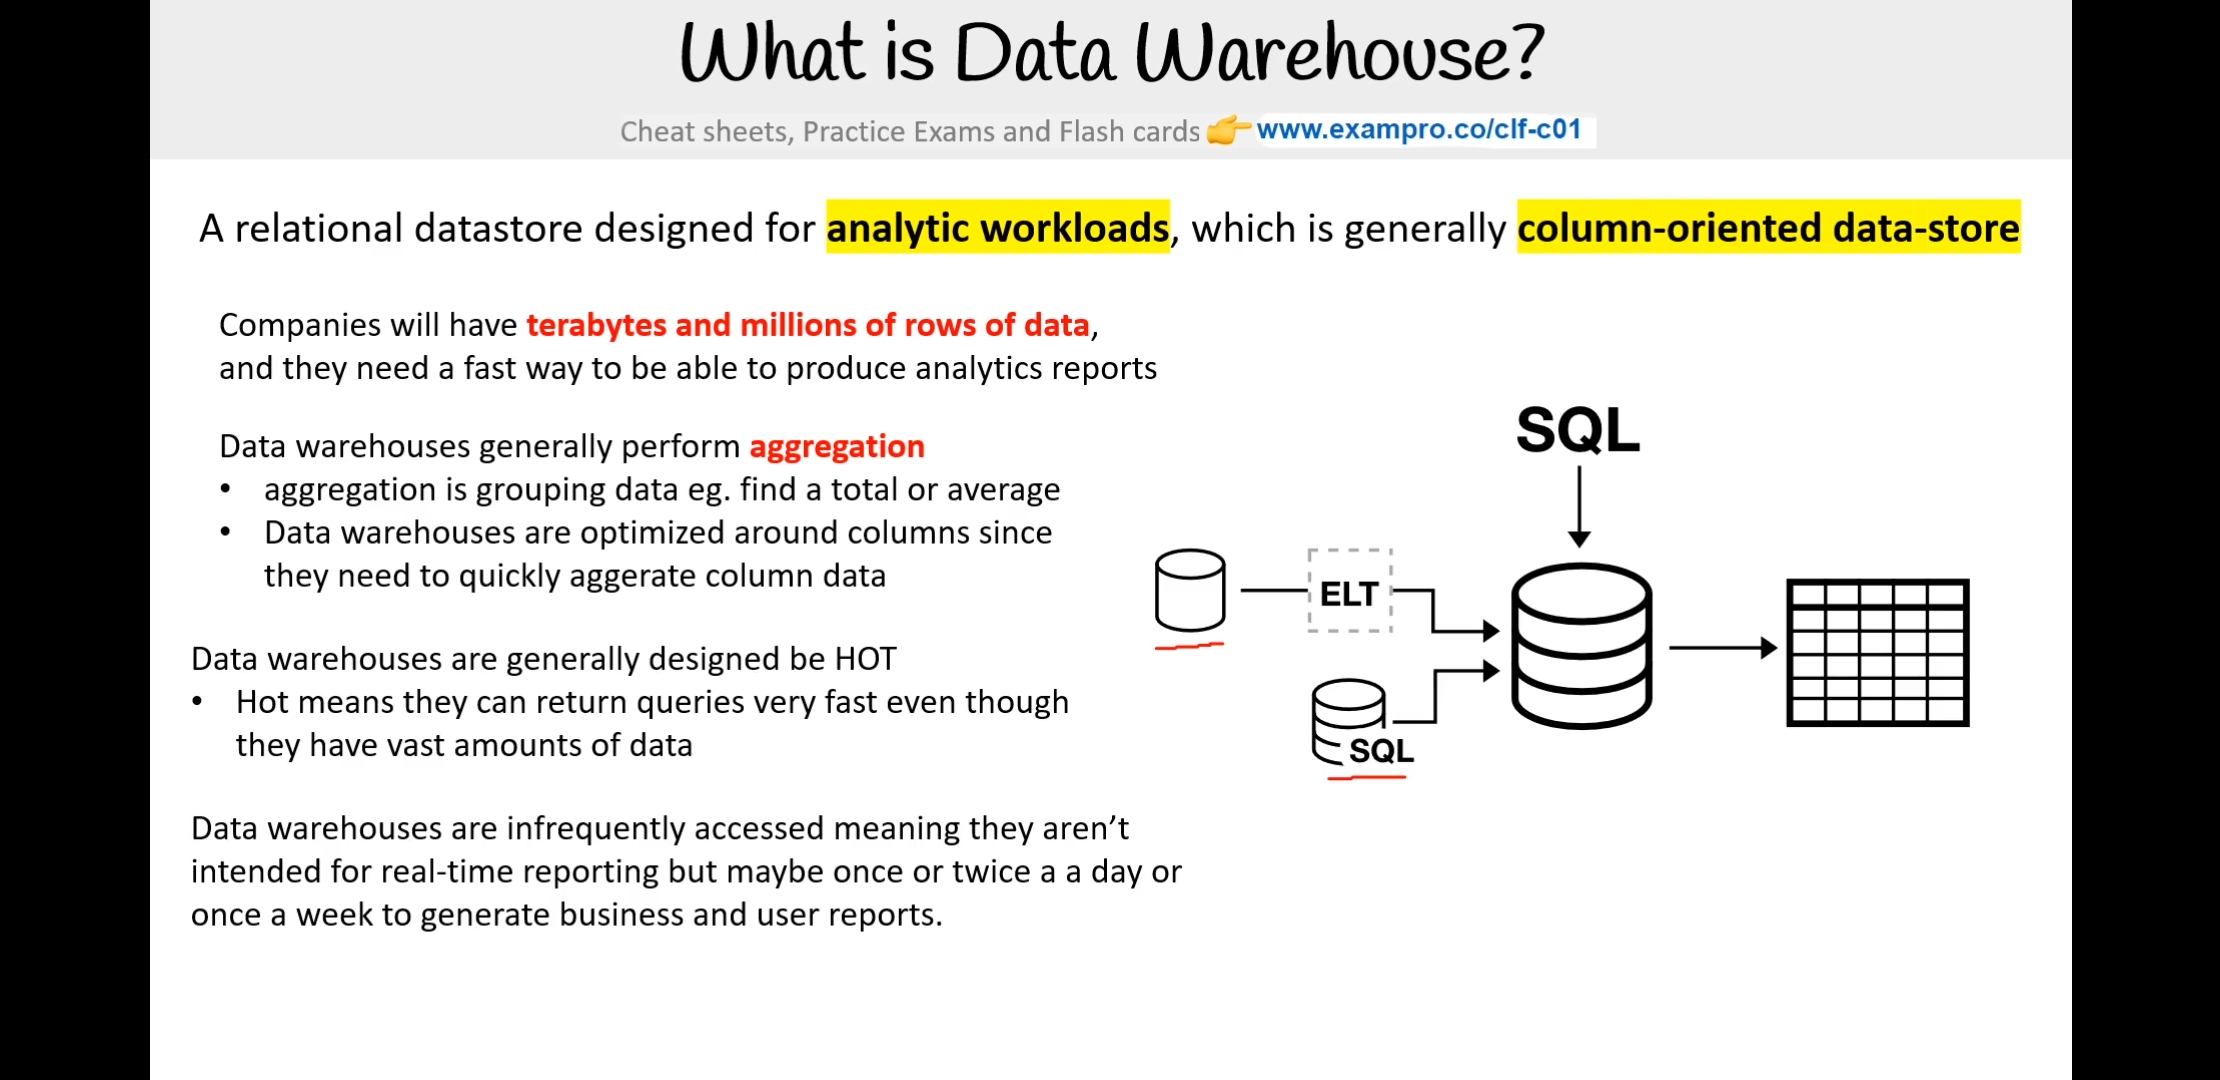 What is Data Warehouse?
Cheat sheets, Practice Exams and Flash cards 👉 www.exampro.co/clf-c01
A relational datastore designed for analytic workloads, which is generally column-oriented data-store
Companies will have terabytes and millions of rows of data,
and they need a fast way to be able to produce analytics reports
Data warehouses generally perform aggregation
• aggregation is grouping data eg. find a total or average
• Data warehouses are optimized around columns since
they need to quickly aggerate column data
Data warehouses are generally designed be HOT
• Hot means they can return queries very fast even though
they have vast amounts of data
Data warehouses are infrequently accessed meaning they aren’t
intended for real-time reporting but maybe once or twice a a day or
once a week to generate business and user reports.
SQL
ELT
SQL